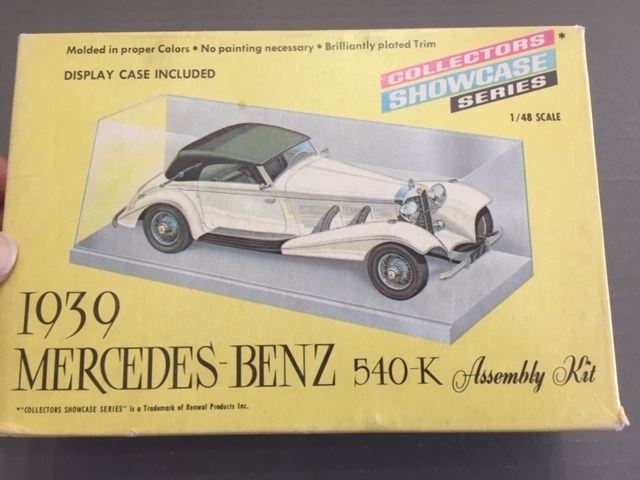 Molded in proper Colors • No painting necessary • Brilliantly plated Trim
DISPLAY CASE INCLUDED
COLLECTORS *
SHOWCASE
SERIES
1/48 SCALE
1939
MERCEDES-BENZ 540-K Assembly Kit
*"COLLECTORS SHOWCASE SERIES" is a Trademark of Renwal Products Inc.